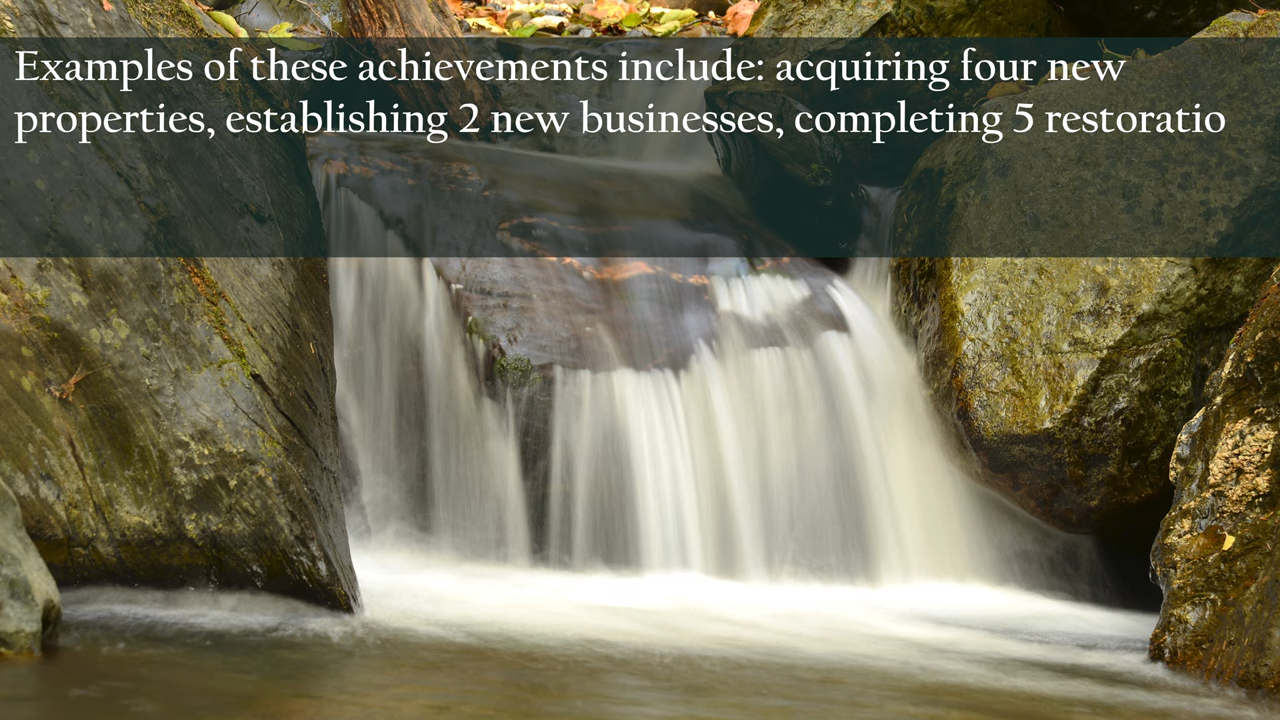 Examples of these achievements include: acquiring four new
properties, establishing 2 new businesses, completing 5 restoratio